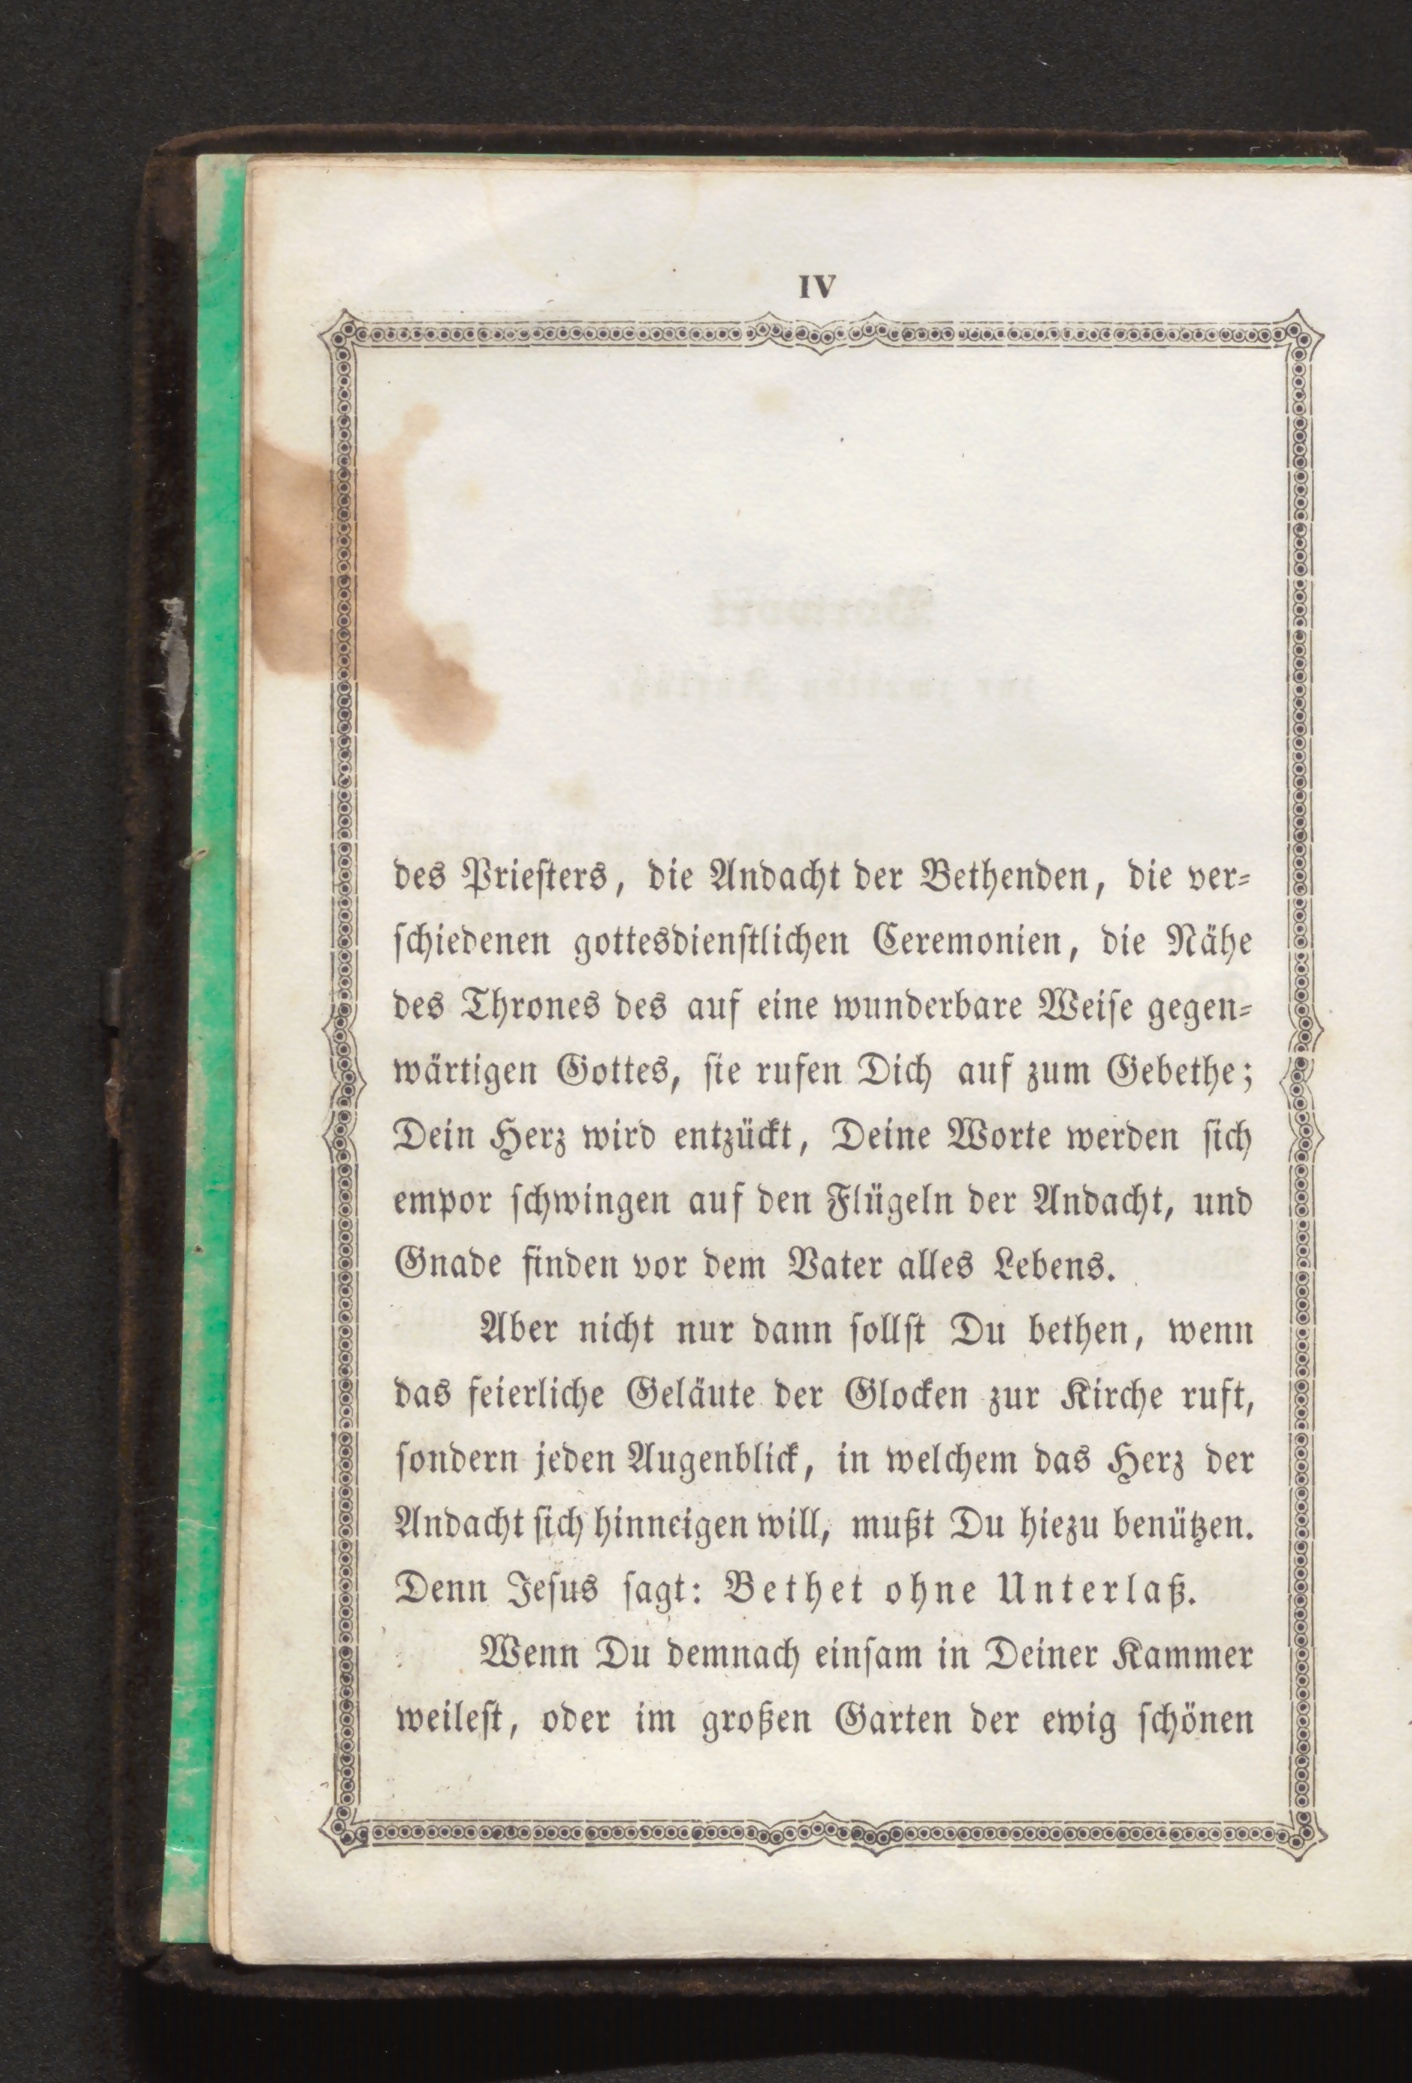 IV
des Prieſters, die Andacht der Bethenden, die ver⸗
ſchiedenen gottesdienſtlichen Ceremonien, die Nähe
des Thrones des auf eine wunderbare Weiſe gegen⸗
wärtigen Gottes, ſie rufen Dich auf zum Gebethe;
Dein Herz wird entzückt, Deine Worte werden ſich
empor ſchwingen auf den Flügeln der Andacht, und
Gnade finden vor dem Vater alles Lebens.
Aber nicht nur dann ſollſt Du bethen, wenn
das feierliche Geläute der Glocken zur Kirche ruft,
ſondern jeden Augenblick, in welchem das Herz der
Andacht ſich hinneigen will, mußt Du hiezu benützen.
Denn Jeſus ſagt: Bethet ohne Unterlaß.
Wenn Du demnach einſam in Deiner Kammer
weileſt, oder im großen Garten der ewig ſchönen